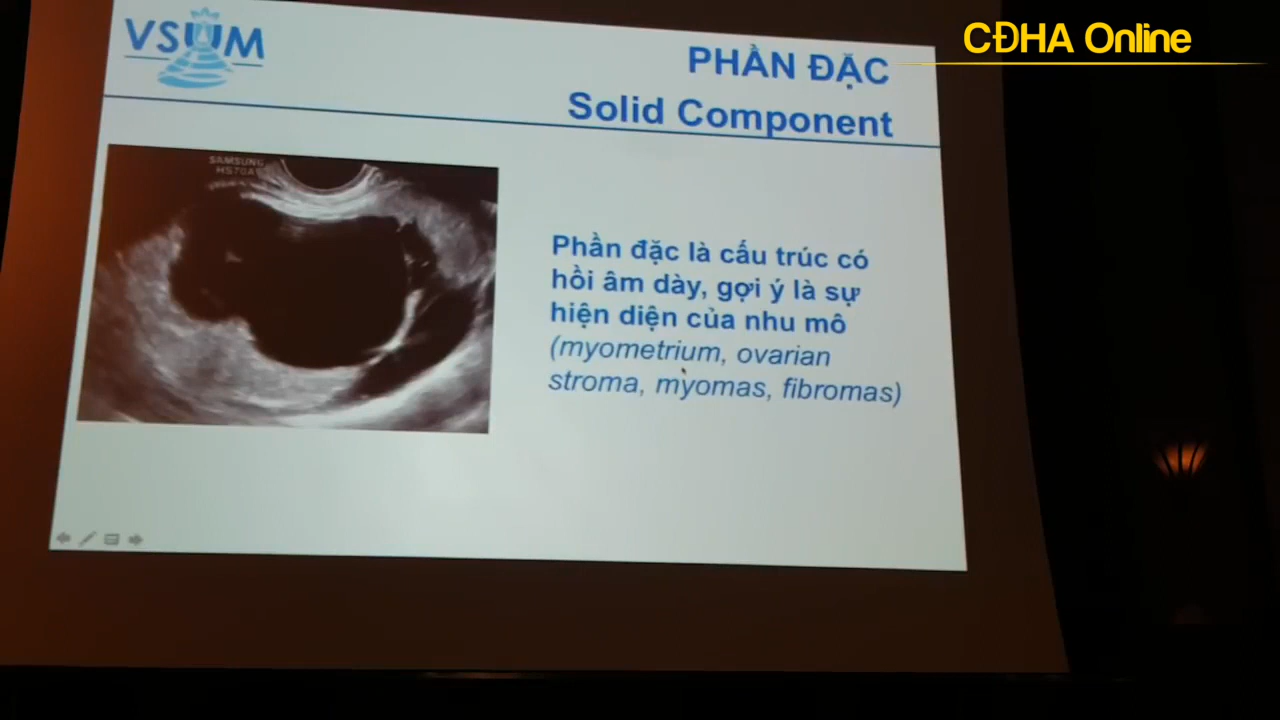 CĐHA Online
VSUM
PHẦN ĐẶC
Solid Component
SAMSUNG
HS70A
Phần đặc là cấu trúc có
hồi âm dày, gợi ý là sự
hiện diện của nhu mô
(myometrium, ovarian
stroma, myomas, fibromas)